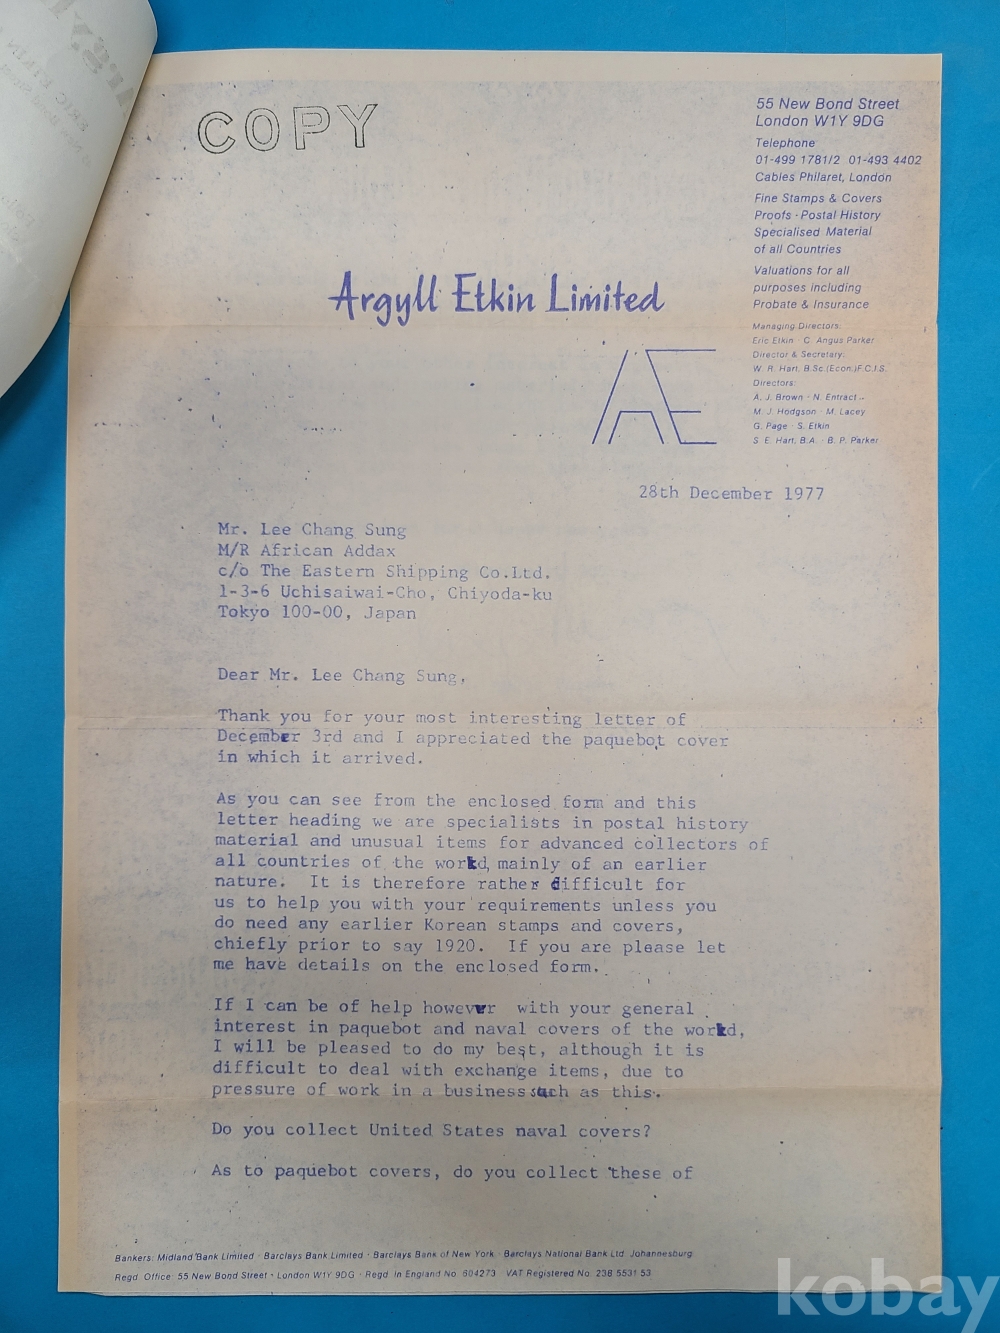 COPY
55 New Bond Street
London W1Y 9DG
Telephone
01-499 1781/2 01-493 4402
Cables Philaret, London
Fine Stamps & Covers
Proofs · Postal History
Specialised Material
of all Countries
Valuations for all
purposes including
Probate & Insurance
Managing Directors:
Eric Etkin · C. Angus Parker
Director & Secretary:
W. R. Hart, B.Sc.(Econ.)F.C.I.S.
Directors:
A. J. Brown · N. Entract
M. J. Hodgson · M. Lacey
G. Page · S. Etkin
S. E. Hart, B.A. · B. P. Parker
Argyll Etkin Limited
AE
28th December 1977
Mr. Lee Chang Sung
M/R African Addax
c/o The Eastern Shipping Co.Ltd.
1-3-6 Uchisaiwai-Cho, Chiyoda-ku
Tokyo 100-00, Japan
Dear Mr. Lee Chang Sung,
Thank you for your most interesting letter of
December 3rd and I appreciated the paquebot cover
in which it arrived.
As you can see from the enclosed form and this
letter heading we are specialists in postal history
material and unusual items for advanced collectors of
all countries of the world, mainly of an earlier
nature. It is therefore rather difficult for
us to help you with your requirements unless you
do need any earlier Korean stamps and covers,
chiefly prior to say 1920. If you are please let
me have details on the enclosed form.
If I can be of help however with your general
interest in paquebot and naval covers of the world,
I will be pleased to do my best, although it is
difficult to deal with exchange items, due to
pressure of work in a business such as this.
Do you collect United States naval covers?
As to paquebot covers, do you collect these of
Bankers: Midland Bank Limited · Barclays Bank Limited · Barclays Bank of New York · Barclays National Bank Ltd. Johannesburg
Regd. Office: 55 New Bond Street · London W1Y 9DG · Regd. in England No. 604273 · VAT Registered No. 238 5531 53
kobay